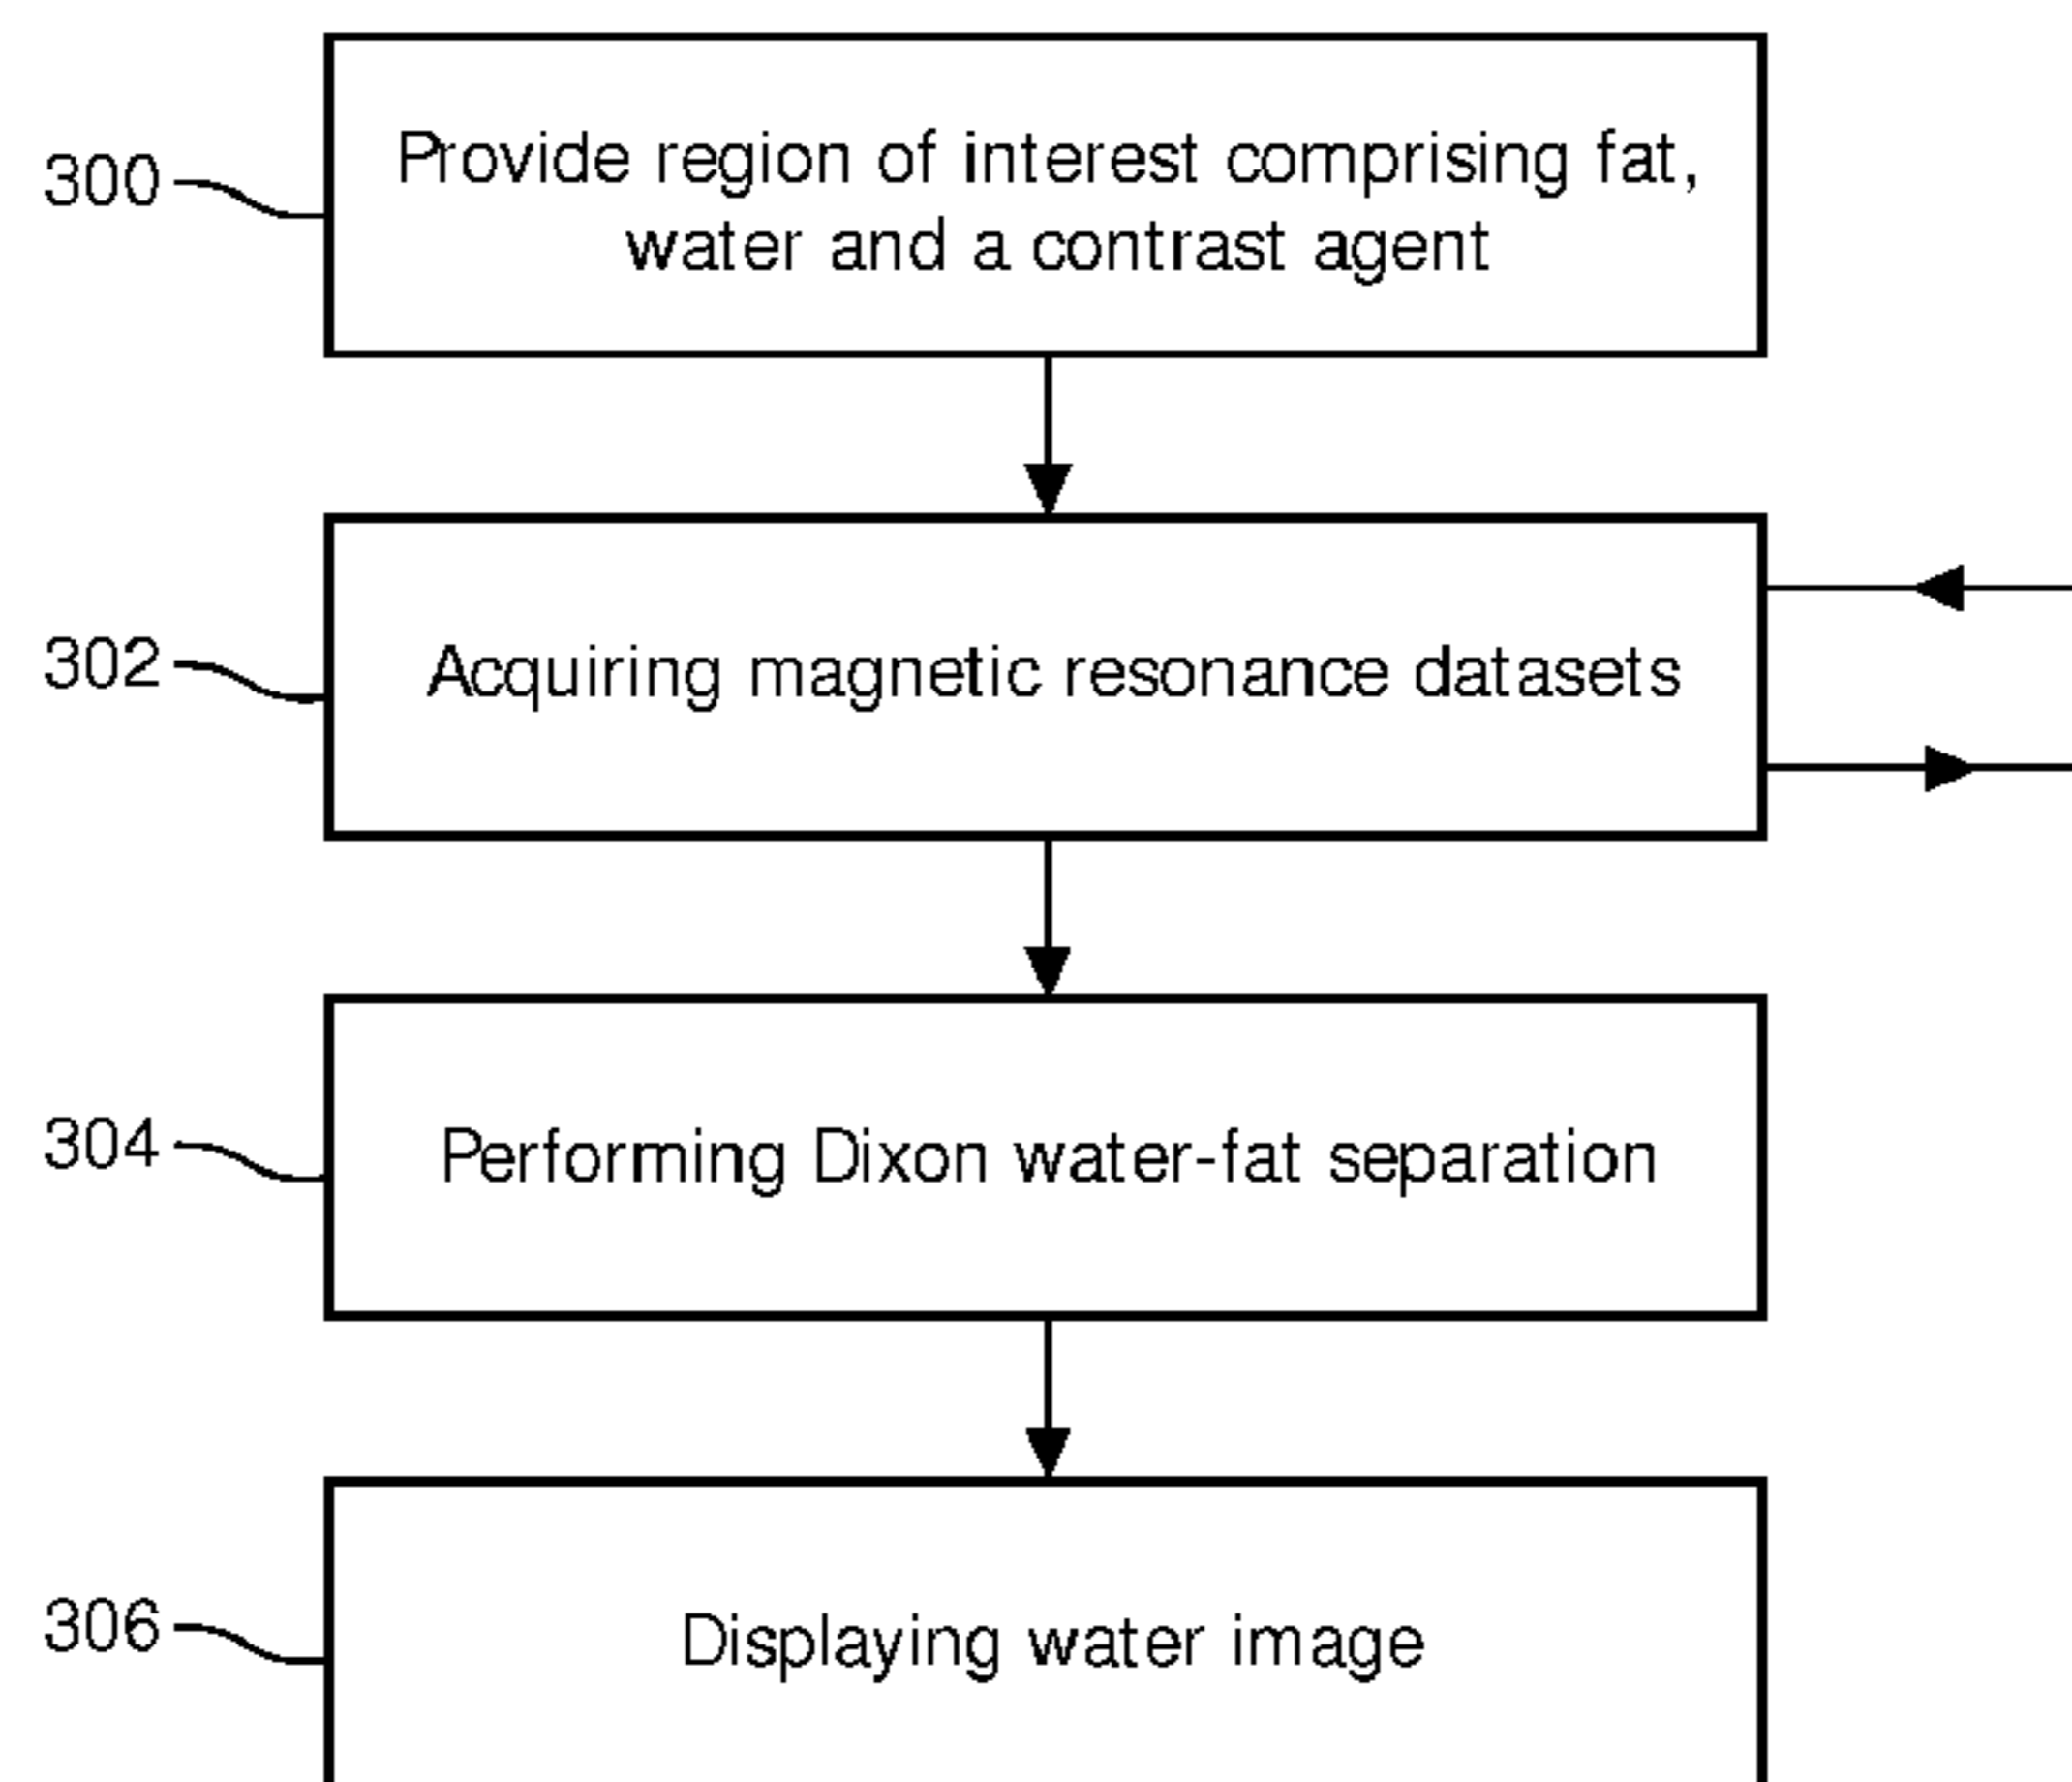 300
Provide region of interest comprising fat,
water and a contrast agent
302
Acquiring magnetic resonance datasets
304
Performing Dixon water-fat separation
306
Displaying water image